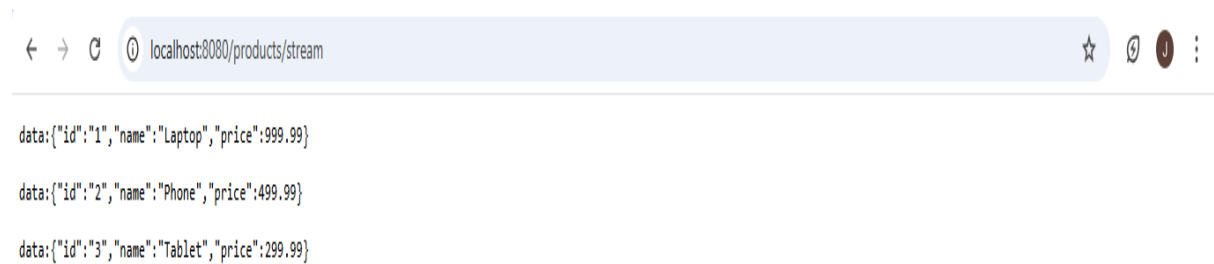 localhost:8080/products/stream
J
data:{"id":"1","name":"Laptop","price":999.99}
data:{"id":"2","name":"Phone","price":499.99}
data:{"id":"3","name":"Tablet","price":299.99}